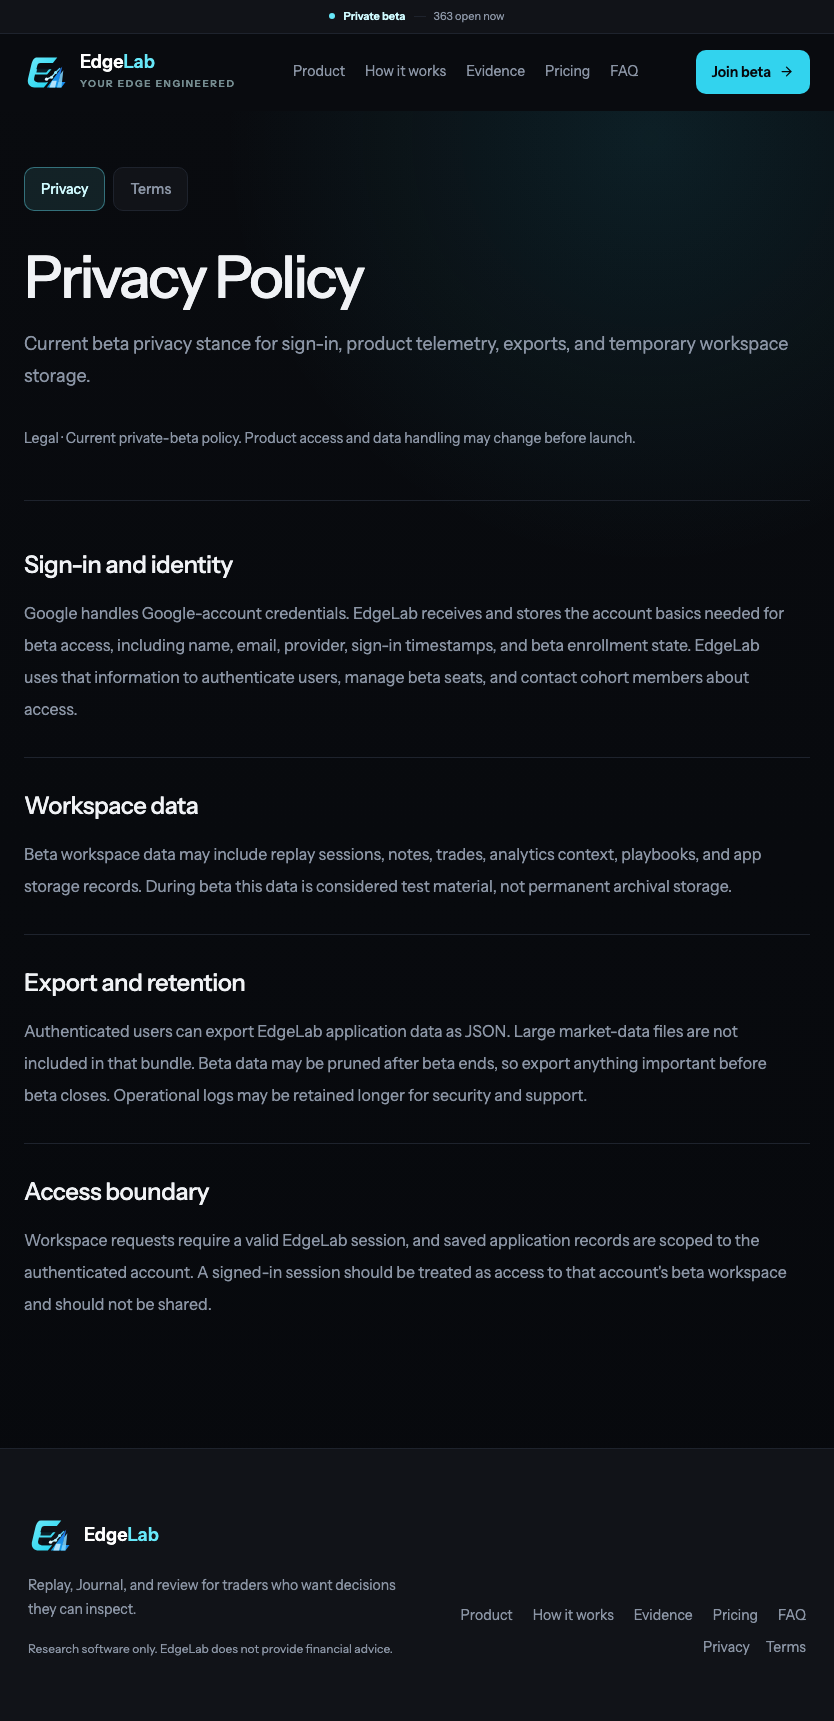 Private beta — 363 open now
EdgeLab
YOUR EDGE ENGINEERED
Product How it works Evidence Pricing FAQ
Join beta →
Privacy Terms
Privacy Policy
Current beta privacy stance for sign-in, product telemetry, exports, and temporary workspace
storage.
Legal · Current private-beta policy. Product access and data handling may change before launch.
Sign-in and identity
Google handles Google-account credentials. EdgeLab receives and stores the account basics needed for
beta access, including name, email, provider, sign-in timestamps, and beta enrollment state. EdgeLab
uses that information to authenticate users, manage beta seats, and contact cohort members about
access.
Workspace data
Beta workspace data may include replay sessions, notes, trades, analytics context, playbooks, and app
storage records. During beta this data is considered test material, not permanent archival storage.
Export and retention
Authenticated users can export EdgeLab application data as JSON. Large market-data files are not
included in that bundle. Beta data may be pruned after beta ends, so export anything important before
beta closes. Operational logs may be retained longer for security and support.
Access boundary
Workspace requests require a valid EdgeLab session, and saved application records are scoped to the
authenticated account. A signed-in session should be treated as access to that account's beta workspace
and should not be shared.
EdgeLab
Replay, Journal, and review for traders who want decisions
they can inspect.
Research software only. EdgeLab does not provide financial advice.
Product How it works Evidence Pricing FAQ
Privacy Terms